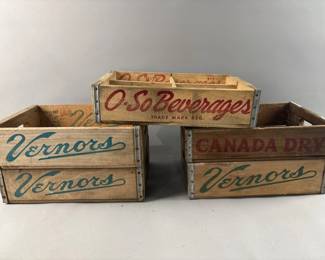 O-So Beverages
TRADE MARK REG.
Vernors
CANADA DRY
Vernors
Vernors